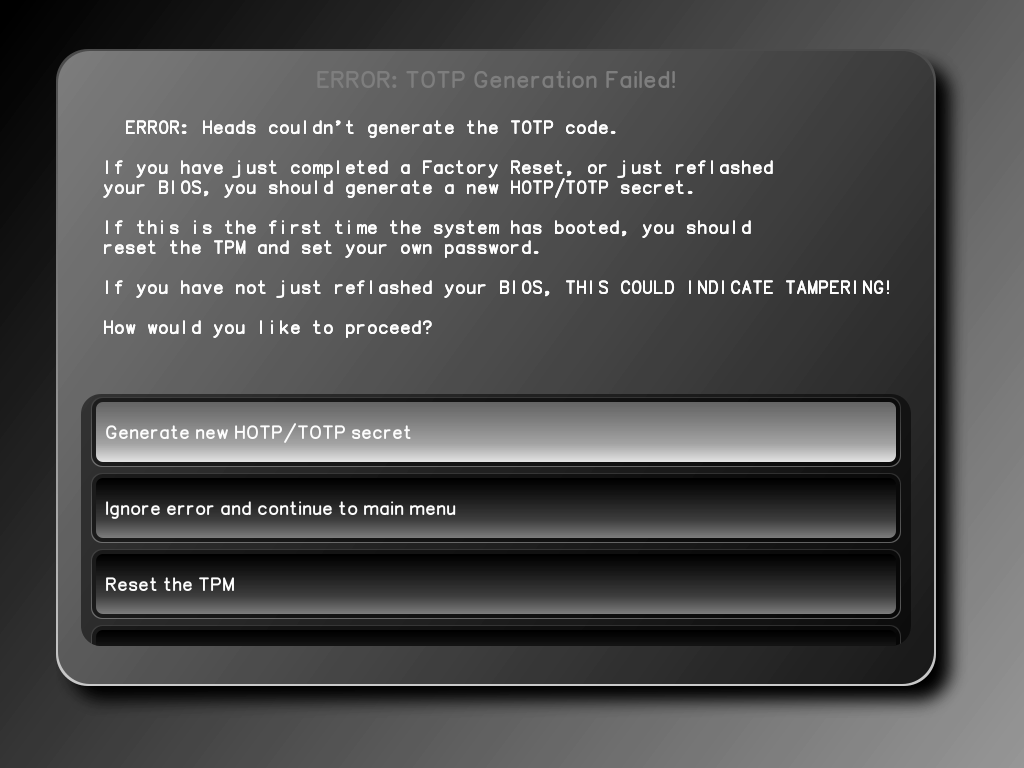 ERROR: TOTP Generation Failed!
ERROR: Heads couldn't generate the TOTP code.
If you have just completed a Factory Reset, or just reflashed
your BIOS, you should generate a new HOTP/TOTP secret.
If this is the first time the system has booted, you should
reset the TPM and set your own password.
If you have not just reflashed your BIOS, THIS COULD INDICATE TAMPERING!
How would you like to proceed?
Generate new HOTP/TOTP secret
Ignore error and continue to main menu
Reset the TPM